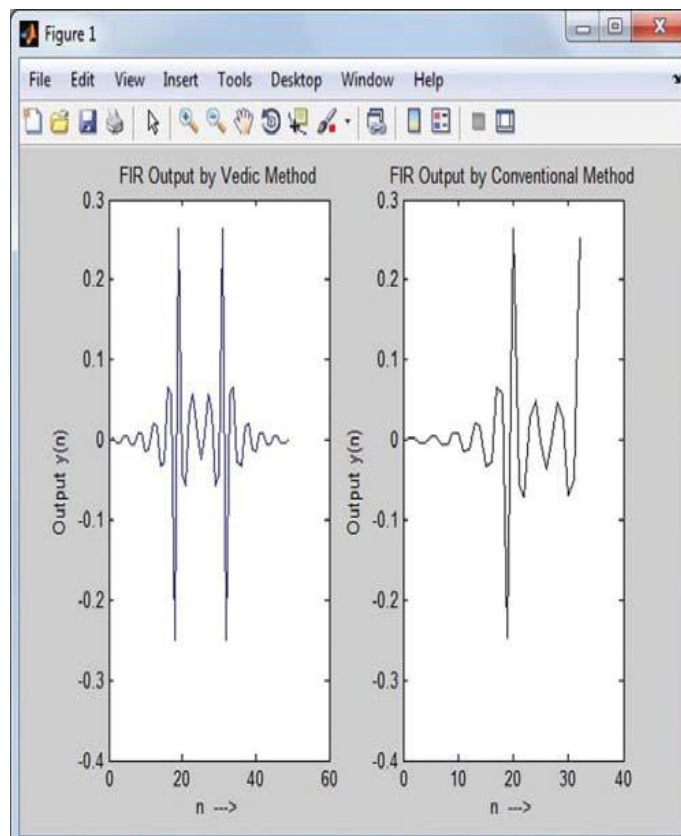 Figure 1
File Edit View Insert Tools Desktop Window Help
FIR Output by Vedic Method
0.3
0.2
0.1
0
-0.1
-0.2
-0.3
-0.4
Output y(n)
0 20 40 60
n --->
FIR Output by Conventional Method
0.3
0.2
0.1
0
-0.1
-0.2
-0.3
-0.4
Output y(n)
0 10 20 30 40
n --->